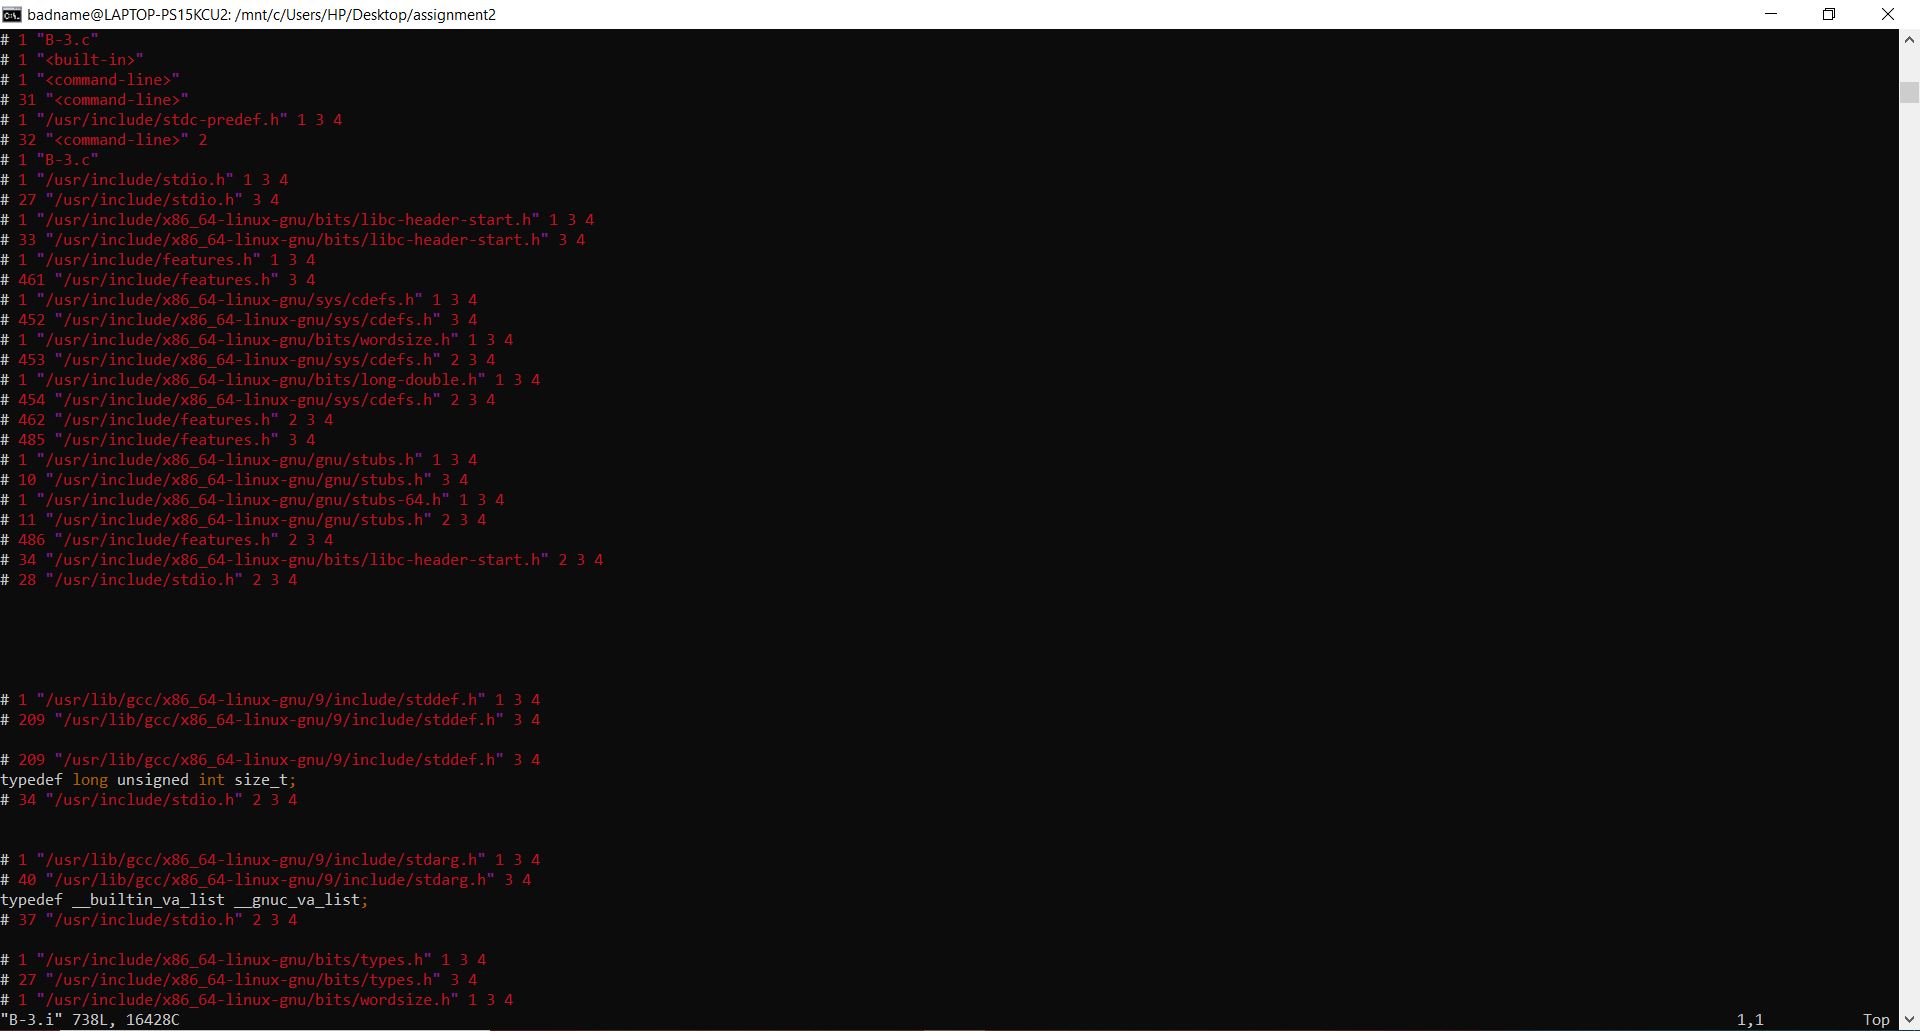 badname@LAPTOP-PS15KCU2: /mnt/c/Users/HP/Desktop/assignment2
# 1 "B-3.c"
# 1 "<built-in>"
# 1 "<command-line>"
# 31 "<command-line>"
# 1 "/usr/include/stdc-predef.h" 1 3 4
# 32 "<command-line>" 2
# 1 "B-3.c"
# 1 "/usr/include/stdio.h" 1 3 4
# 27 "/usr/include/stdio.h" 3 4
# 1 "/usr/include/x86_64-linux-gnu/bits/libc-header-start.h" 1 3 4
# 33 "/usr/include/x86_64-linux-gnu/bits/libc-header-start.h" 3 4
# 1 "/usr/include/features.h" 1 3 4
# 461 "/usr/include/features.h" 3 4
# 1 "/usr/include/x86_64-linux-gnu/sys/cdefs.h" 1 3 4
# 452 "/usr/include/x86_64-linux-gnu/sys/cdefs.h" 3 4
# 1 "/usr/include/x86_64-linux-gnu/bits/wordsize.h" 1 3 4
# 453 "/usr/include/x86_64-linux-gnu/sys/cdefs.h" 2 3 4
# 1 "/usr/include/x86_64-linux-gnu/bits/long-double.h" 1 3 4
# 454 "/usr/include/x86_64-linux-gnu/sys/cdefs.h" 2 3 4
# 462 "/usr/include/features.h" 2 3 4
# 485 "/usr/include/features.h" 3 4
# 1 "/usr/include/x86_64-linux-gnu/gnu/stubs.h" 1 3 4
# 10 "/usr/include/x86_64-linux-gnu/gnu/stubs.h" 3 4
# 1 "/usr/include/x86_64-linux-gnu/gnu/stubs-64.h" 1 3 4
# 11 "/usr/include/x86_64-linux-gnu/gnu/stubs.h" 2 3 4
# 486 "/usr/include/features.h" 2 3 4
# 34 "/usr/include/x86_64-linux-gnu/bits/libc-header-start.h" 2 3 4
# 28 "/usr/include/stdio.h" 2 3 4
# 1 "/usr/lib/gcc/x86_64-linux-gnu/9/include/stddef.h" 1 3 4
# 209 "/usr/lib/gcc/x86_64-linux-gnu/9/include/stddef.h" 3 4
# 209 "/usr/lib/gcc/x86_64-linux-gnu/9/include/stddef.h" 3 4
typedef long unsigned int size_t;
# 34 "/usr/include/stdio.h" 2 3 4
# 1 "/usr/lib/gcc/x86_64-linux-gnu/9/include/stdarg.h" 1 3 4
# 40 "/usr/lib/gcc/x86_64-linux-gnu/9/include/stdarg.h" 3 4
typedef __builtin_va_list __gnuc_va_list;
# 37 "/usr/include/stdio.h" 2 3 4
# 1 "/usr/include/x86_64-linux-gnu/bits/types.h" 1 3 4
# 27 "/usr/include/x86_64-linux-gnu/bits/types.h" 3 4
# 1 "/usr/include/x86_64-linux-gnu/bits/wordsize.h" 1 3 4
"B-3.i" 738L, 16428C 1,1 Top